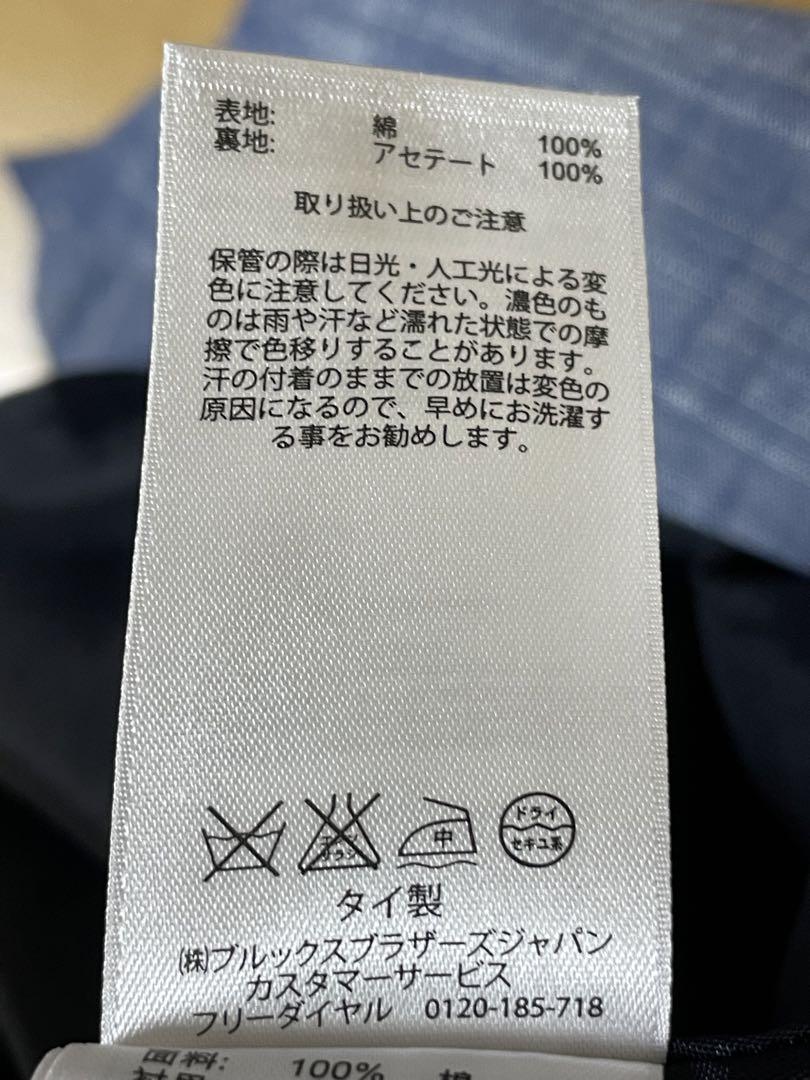 表地: 綿 100%
裏地: アセテート 100%
取り扱い上のご注意
保管の際は日光・人工光による変
色に注意してください。濃色のも
のは雨や汗など濡れた状態での摩
擦で色移りすることがあります。
汗の付着のままでの放置は変色の
原因になるので、早めにお洗濯す
る事をお勧めします。
中
ドライ
セキユ系
タイ製
(株)ブルックスブラザーズジャパン
カスタマーサービス
フリーダイヤル 0120-185-718
面料: 100% 棉